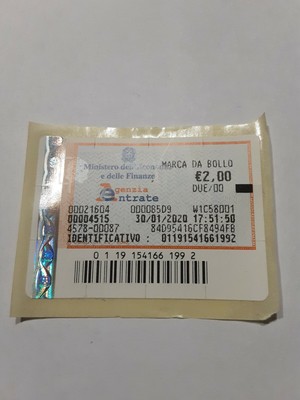 Ministero dell'Economia
e delle Finanze
MARCA DA BOLLO
€2,00
DUE/00
genzia
ntrate
00021604 000085D9 W1C58001
00004515 30/01/2020 17:51:50
4578-00087 84D95416CF8494FB
IDENTIFICATIVO : 01191541661992
0 1 19 154166 199 2